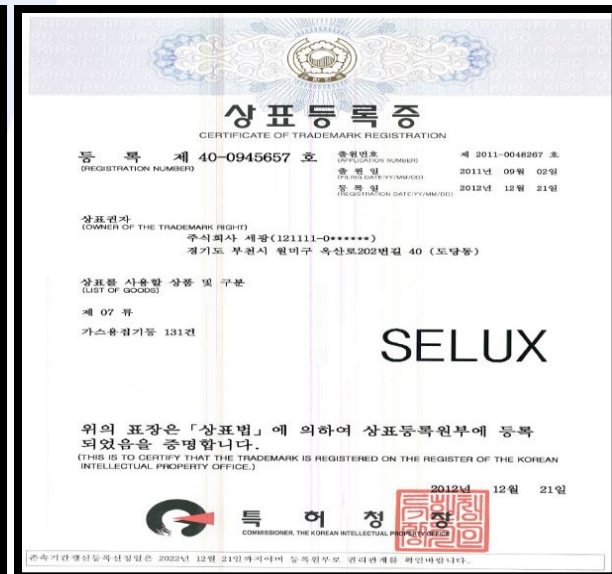 상표등록증
CERTIFICATE OF TRADEMARK REGISTRATION
등 록 제 40-0945657 호
(REGISTRATION NUMBER)
출원번호 제 2011-0048267 호
(APPLICATION NUMBER)
출 원 일 2011년 09월 02일
(FILING DATE:YY/MM/DD)
등 록 일 2012년 12월 21일
(REGISTRATION DATE:YY/MM/DD)
상표권자
(OWNER OF THE TRADEMARK RIGHT)
주식회사 세광(121111-0******)
경기도 부천시 원미구 옥산로202번길 40 (도당동)
상표를 사용할 상품 및 구분
(LIST OF GOODS)
제 07 류
가스용접기등 131건
SELUX
위의 표장은 「상표법」에 의하여 상표등록원부에 등록
되었음을 증명합니다.
(THIS IS TO CERTIFY THAT THE TRADEMARK IS REGISTERED ON THE REGISTER OF THE KOREAN
INTELLECTUAL PROPERTY OFFICE.)
2012년 12월 21일
특 허 청 장
COMMISSIONER, THE KOREAN INTELLECTUAL PROPERTY OFFICE
존속기간갱신등록신청일은 2022년 12월 21일까지이며 등록원부로 권리관계를 확인바랍니다.